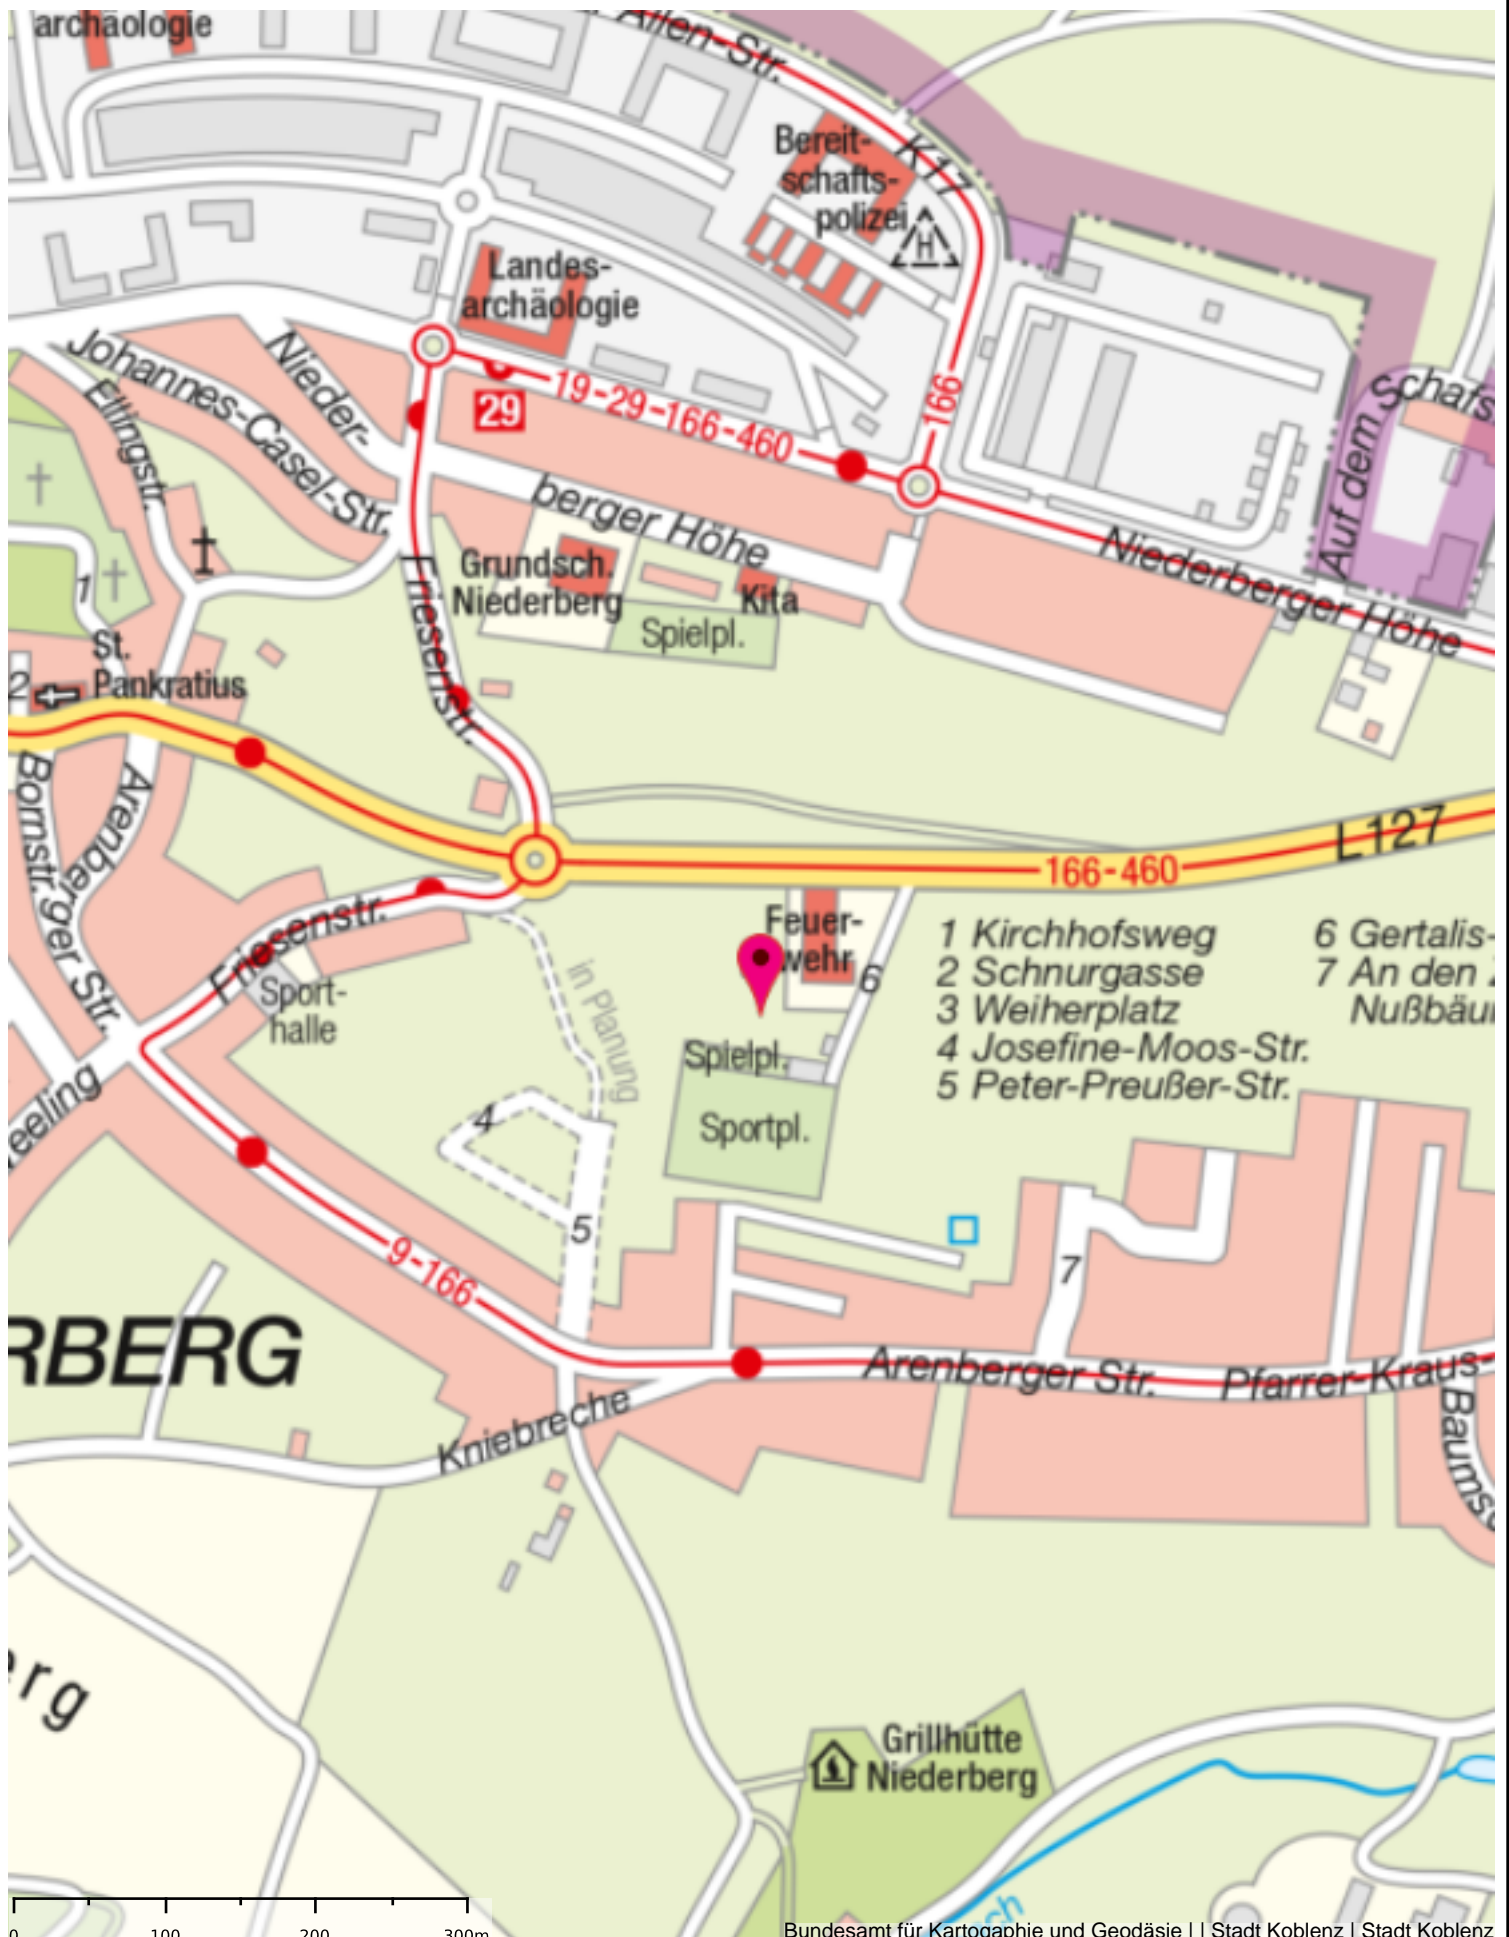 archäologie
Allen-Str.
K17
Bereit-
schafts-
polizei
H
Landes-
archäologie
19-29-166-460
29
166
Johannes-Casel-Str.
Nieder-
berger Höhe
Schafs
Auf dem
Niederberger Höhe
Grundsch.
Niederberg
Kita
Spielpl.
Friesenstr.
1
St.
Pankratius
2
Bornstr.
Arenberger Str.
L127
166-460
Friesenstr.
Sport-
halle
in Planung
Feuer-
wehr
6
Spielpl.
Sportpl.
1 Kirchhofsweg
2 Schnurgasse
3 Weiherplatz
4 Josefine-Moos-Str.
5 Peter-Preußer-Str.
6 Gertalis-
7 An den
Nußbäu
eeling
4
5
7
9-166
RBERG
Arenberger Str.
Pfarrer-Kraus-
Kniebreche
Baumsc
erg
Grillhütte
Niederberg
ch
0 100 200 300m
Bundesamt für Kartogaphie und Geodäsie | | Stadt Koblenz | Stadt Koblenz